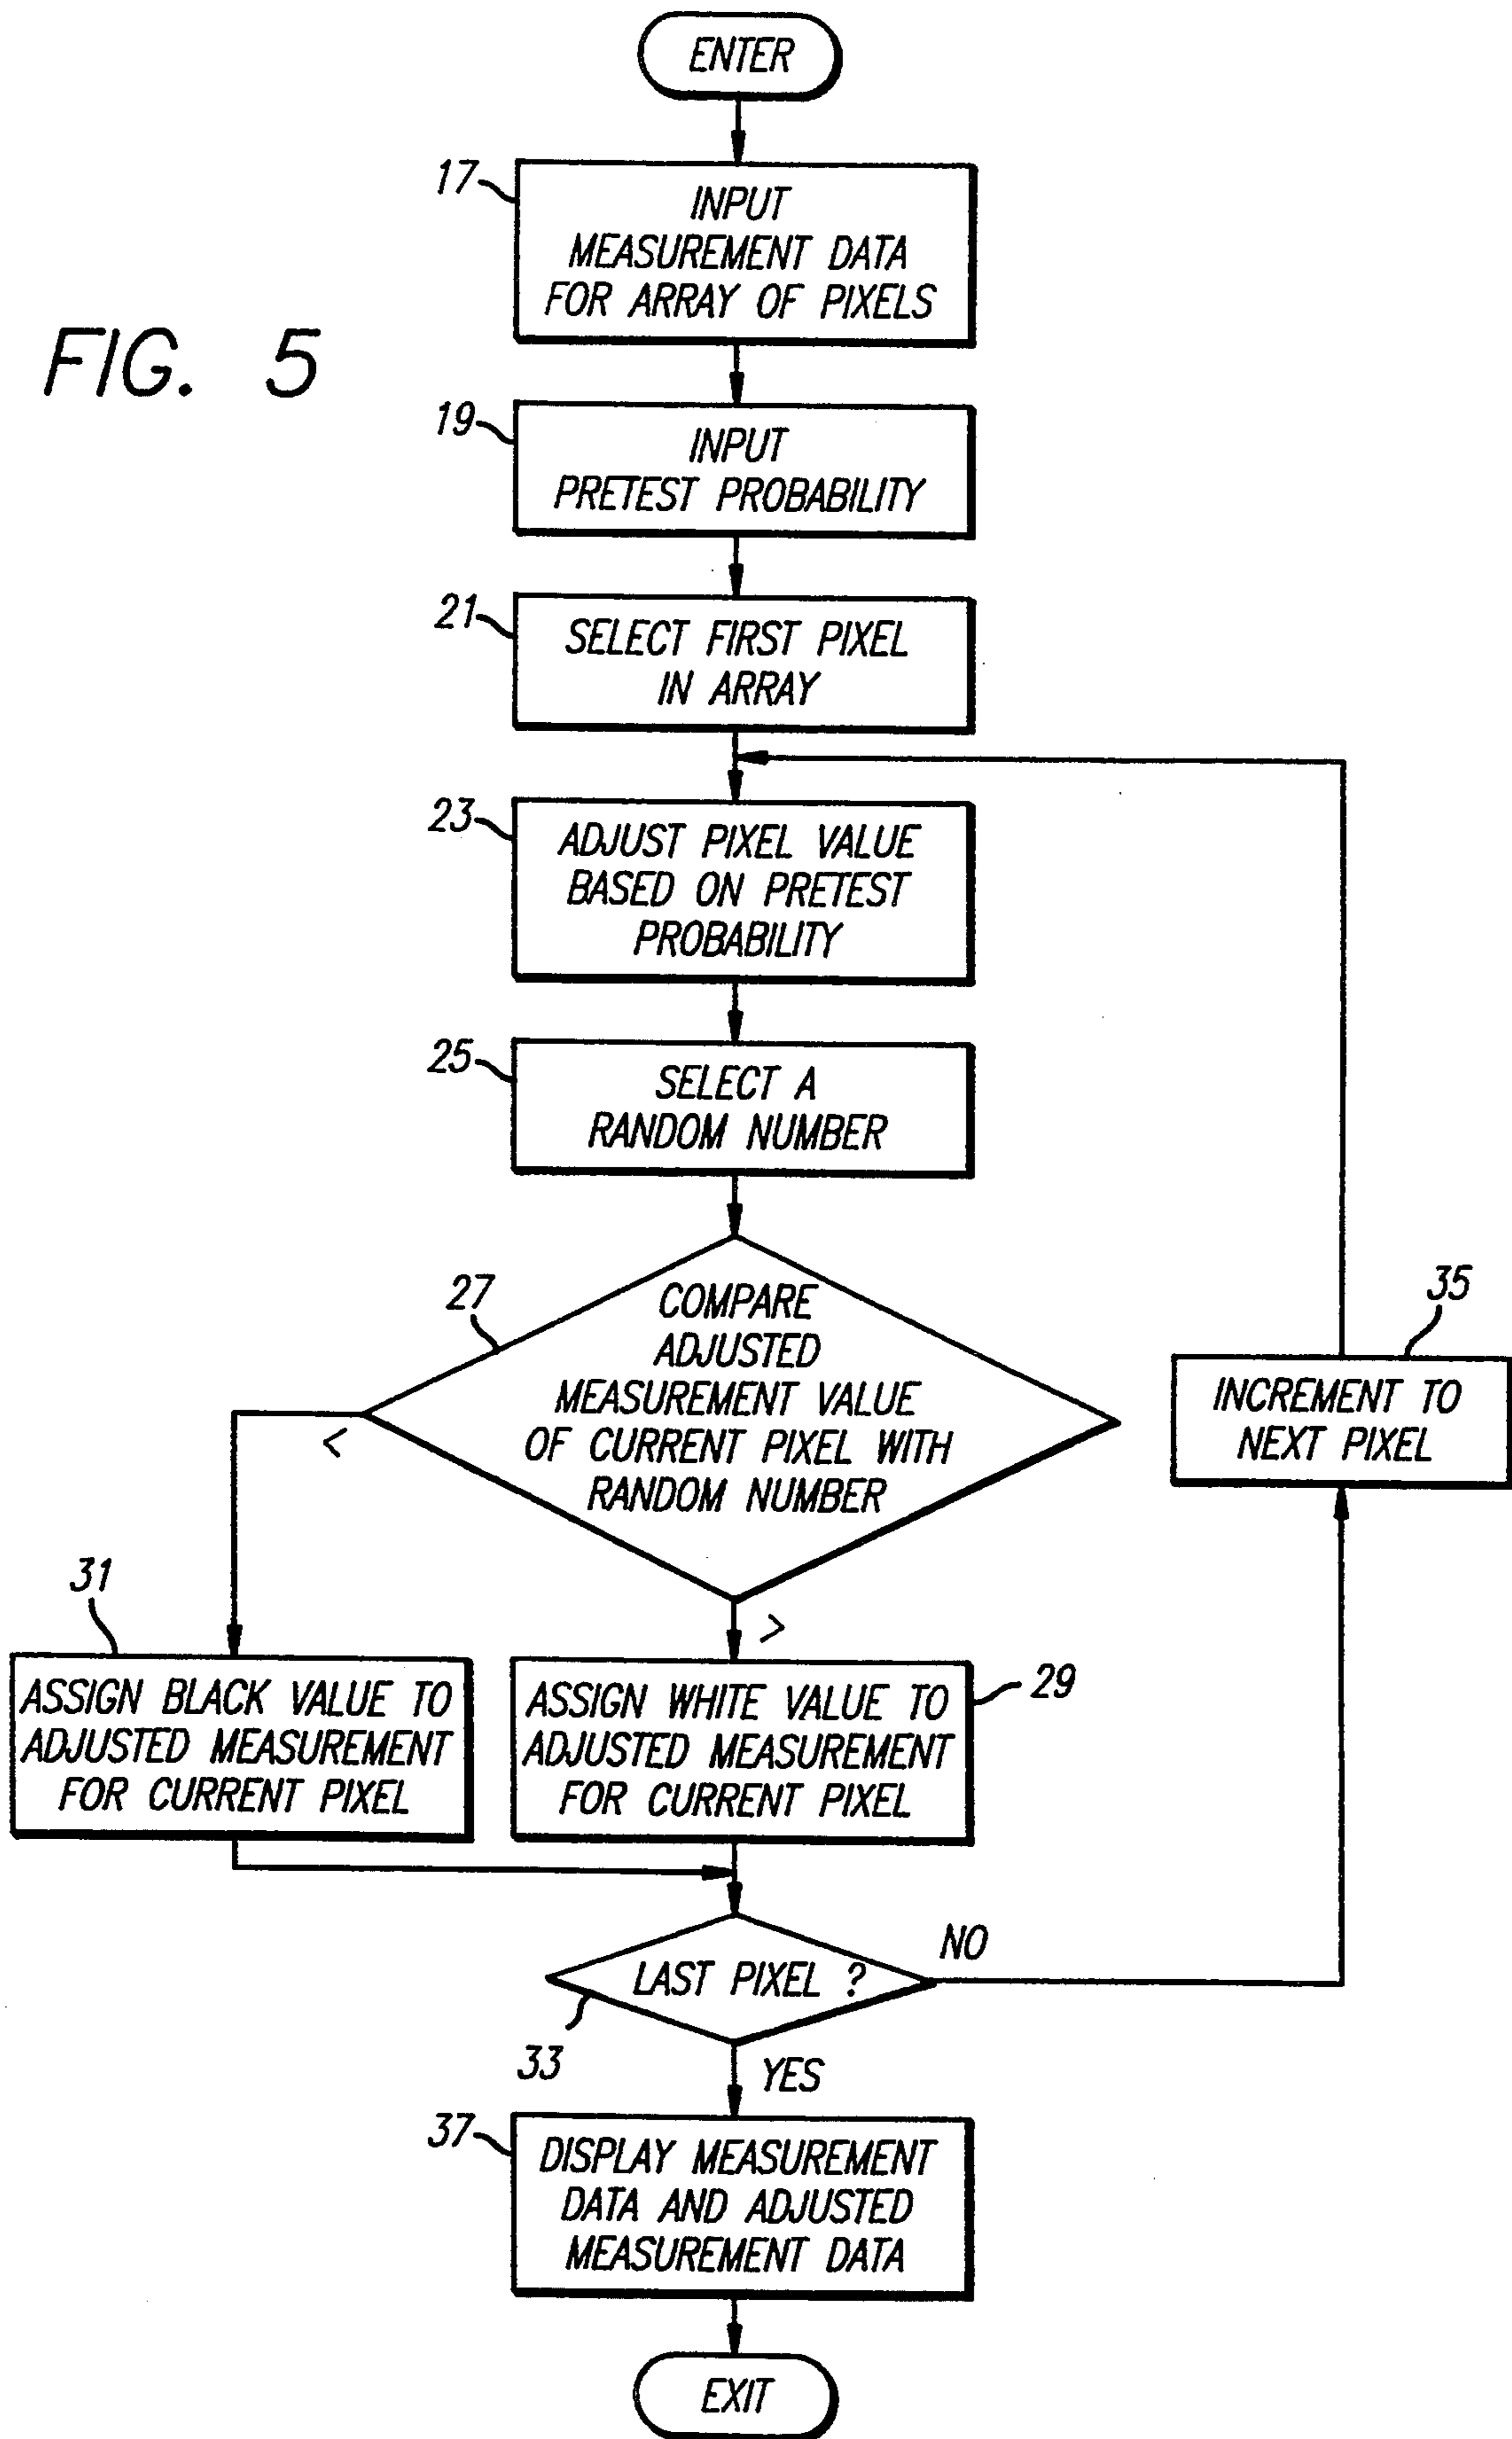 ENTER
17
INPUT
MEASUREMENT DATA
FOR ARRAY OF PIXELS
FIG. 5
19
INPUT
PRETEST PROBABILITY
21
SELECT FIRST PIXEL
IN ARRAY
23
ADJUST PIXEL VALUE
BASED ON PRETEST
PROBABILITY
25
SELECT A
RANDOM NUMBER
27
COMPARE
ADJUSTED
MEASUREMENT VALUE
OF CURRENT PIXEL WITH
RANDOM NUMBER
<
>
35
INCREMENT TO
NEXT PIXEL
31
ASSIGN BLACK VALUE TO
ADJUSTED MEASUREMENT
FOR CURRENT PIXEL
29
ASSIGN WHITE VALUE TO
ADJUSTED MEASUREMENT
FOR CURRENT PIXEL
LAST PIXEL ?
NO
33
YES
37
DISPLAY MEASUREMENT
DATA AND ADJUSTED
MEASUREMENT DATA
EXIT